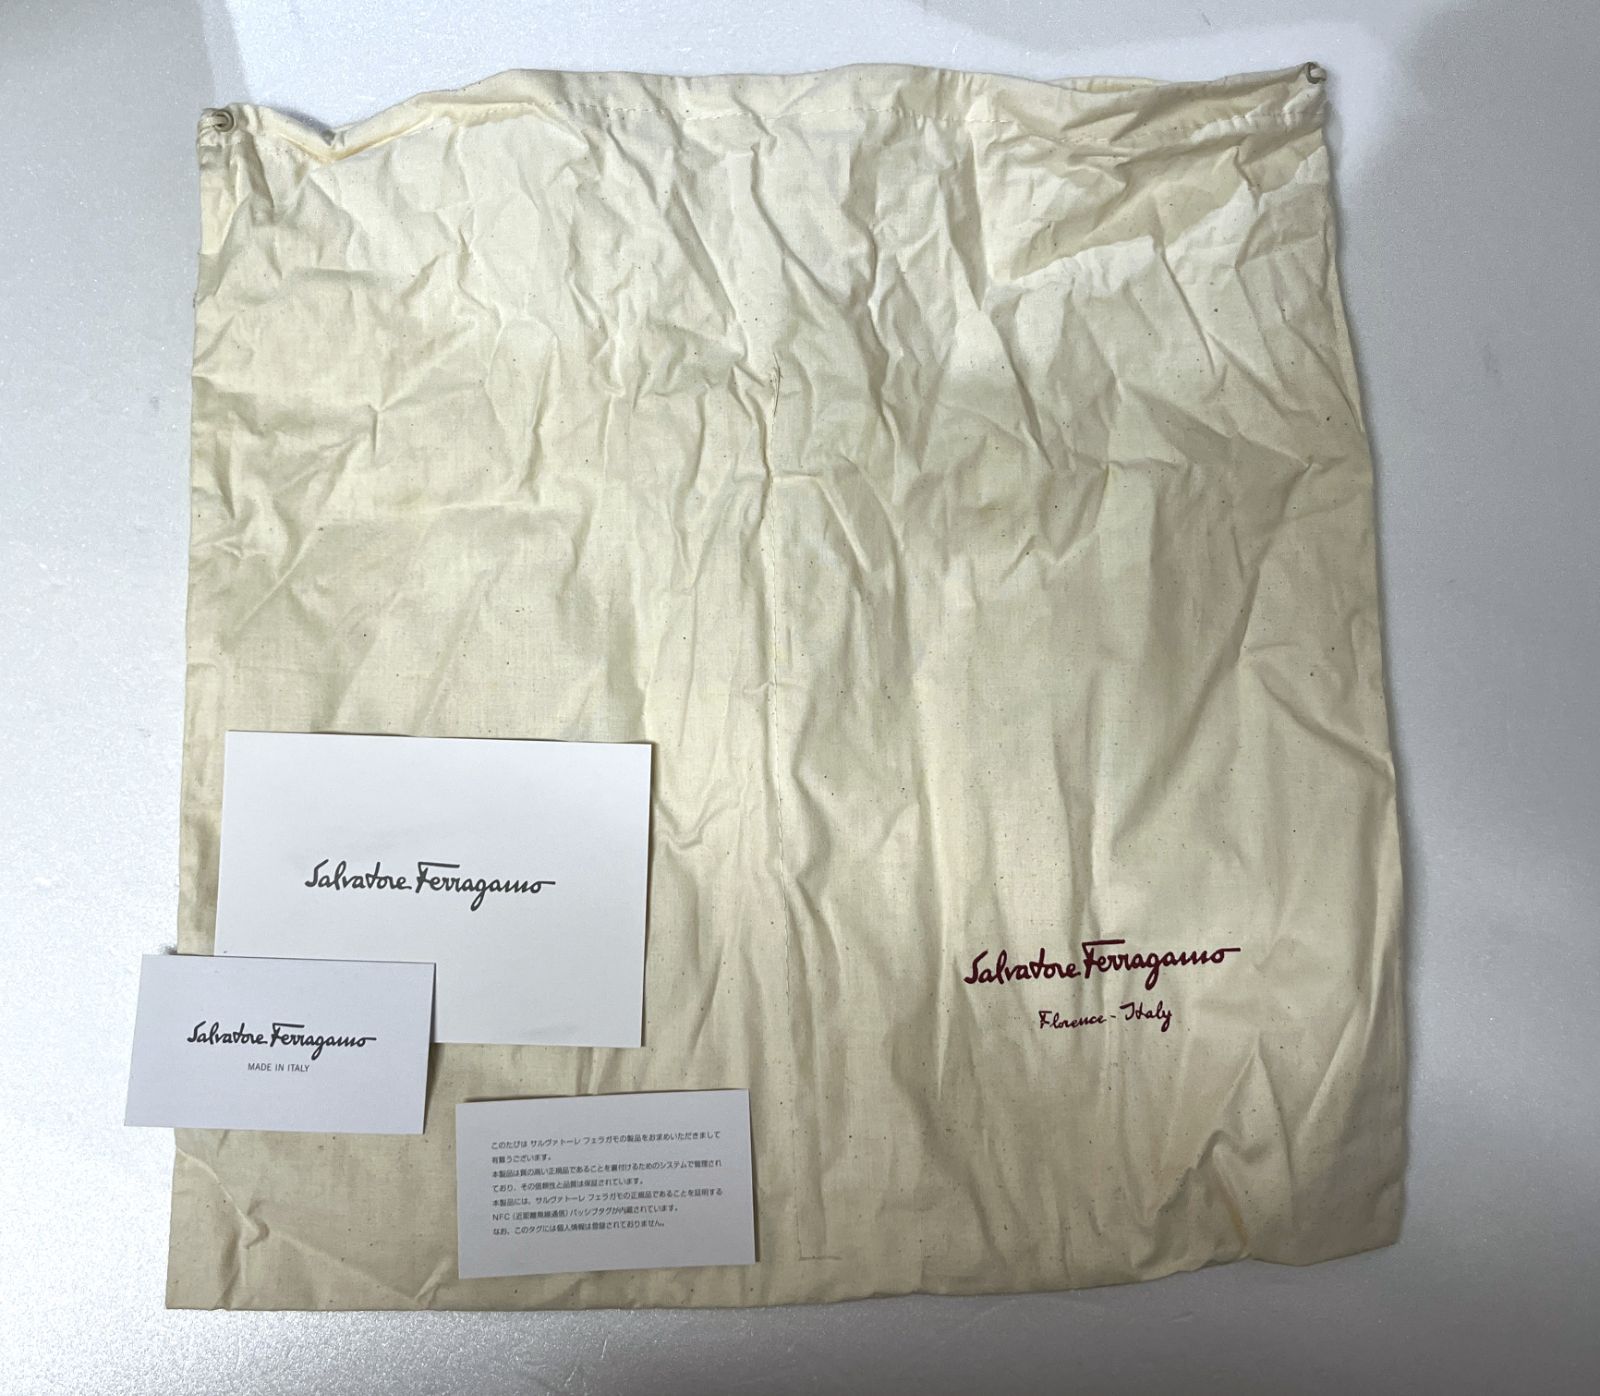 Salvatore Ferragamo
Salvatore Ferragamo
Florence - Italy
Salvatore Ferragamo
MADE IN ITALY
このたびは サルヴァトーレ フェラガモの製品をお求めいただきまして
有難うございます。
本製品は質の高い正規品であることを裏付けるためのシステムで管理され
ており、その信頼性と品質は保証されています。
本製品には、サルヴァトーレ フェラガモの正規品であることを証明する
NFC（近距離無線通信）パッシブタグが内蔵されています。
なお、このタグには個人情報は登録されておりません。